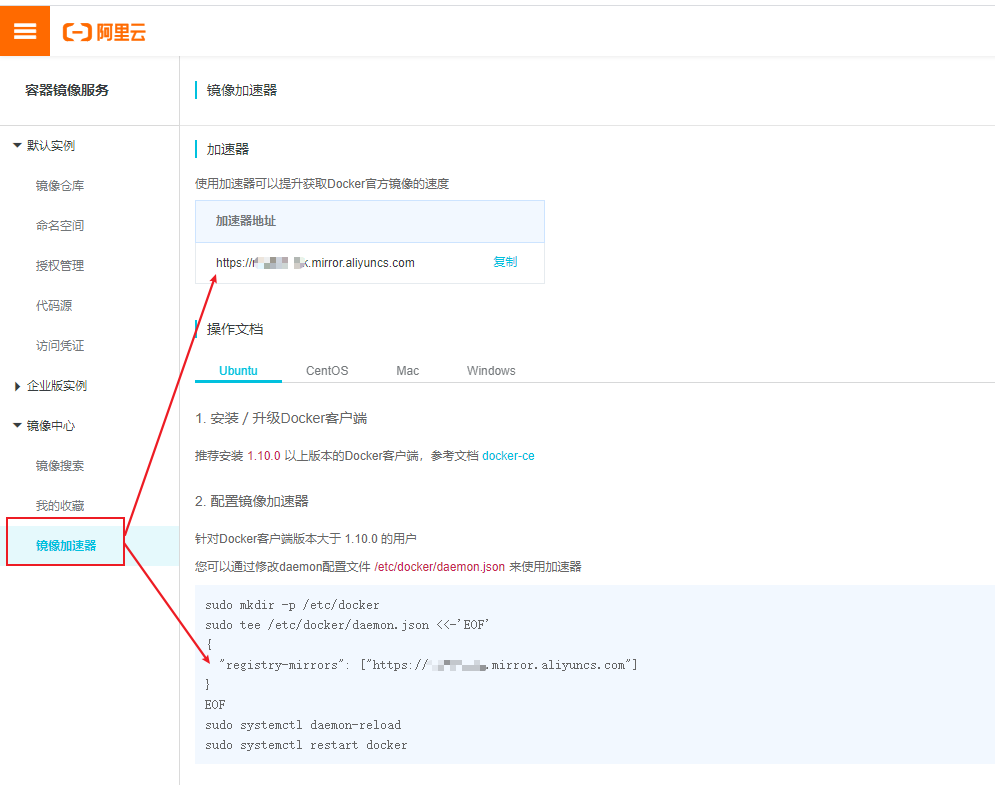 阿里云
容器镜像服务
镜像加速器
默认实例
镜像仓库
命名空间
授权管理
代码源
访问凭证
企业版实例
镜像中心
镜像搜索
我的收藏
镜像加速器
加速器
使用加速器可以提升获取Docker官方镜像的速度
加速器地址
https:// .mirror.aliyuncs.com 复制
操作文档
Ubuntu CentOS Mac Windows
1. 安装 / 升级Docker客户端
推荐安装 1.10.0 以上版本的Docker客户端，参考文档 docker-ce
2. 配置镜像加速器
针对Docker客户端版本大于 1.10.0 的用户
您可以通过修改daemon配置文件 /etc/docker/daemon.json 来使用加速器
sudo mkdir -p /etc/docker
sudo tee /etc/docker/daemon.json <<-'EOF'
{
"registry-mirrors": ["https:// .mirror.aliyuncs.com"]
}
EOF
sudo systemctl daemon-reload
sudo systemctl restart docker